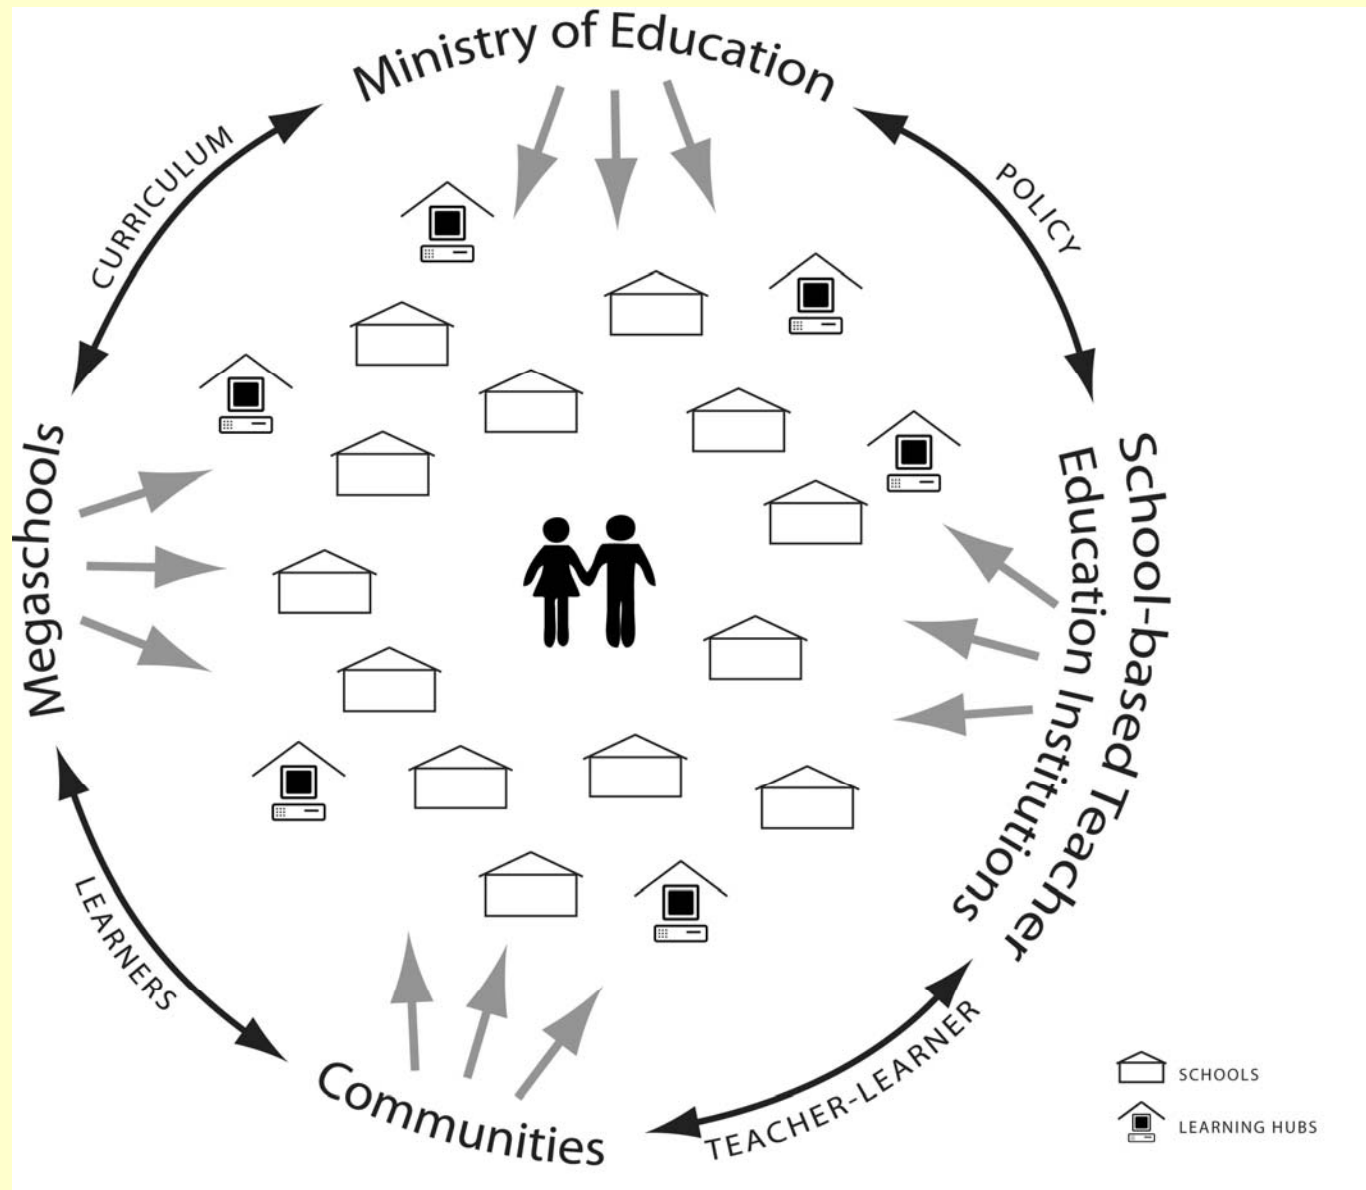 Ministry of Education
CURRICULUM
POLICY
Megaschools
School-based Teacher
Education Institutions
LEARNERS
TEACHER-LEARNER
Communities
SCHOOLS
LEARNING HUBS